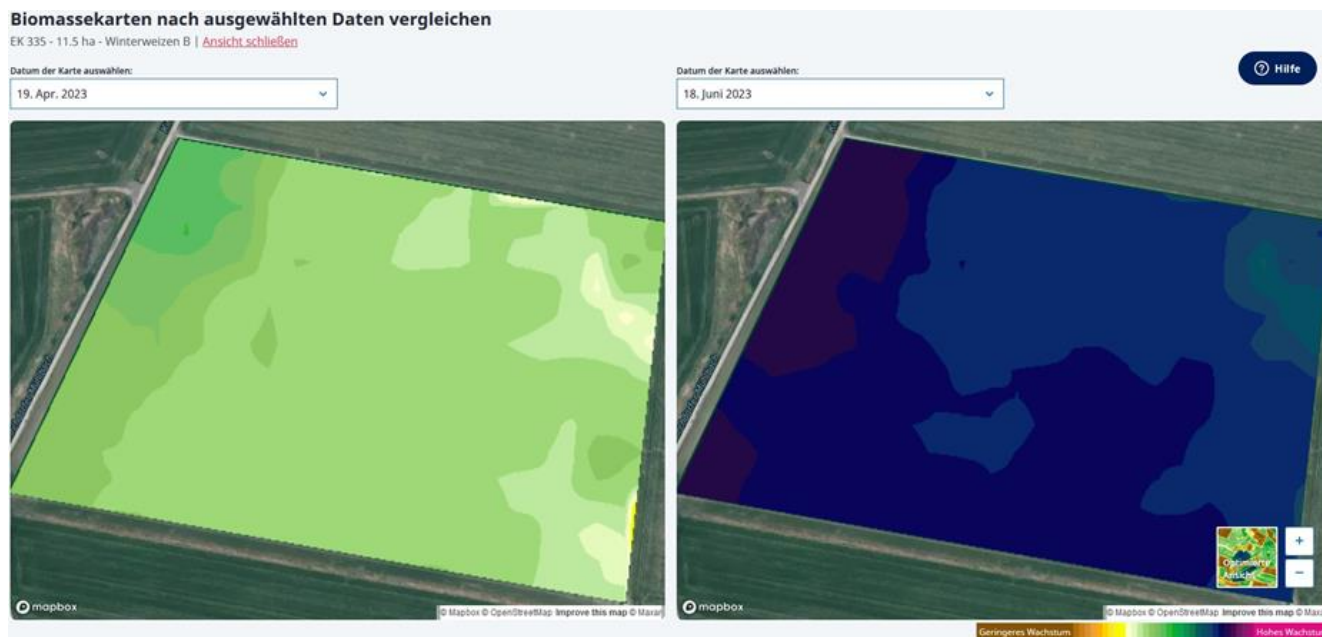 Biomassekarten nach ausgewählten Daten vergleichen
EK 335 - 11.5 ha - Winterweizen B | Ansicht schließen
Datum der Karte auswählen:
19. Apr. 2023
Datum der Karte auswählen:
18. Juni 2023
Hilfe
mapbox
© Mapbox © OpenStreetMap Improve this map © Maxar
Optimierte
Ansicht
+
−
mapbox
© Mapbox © OpenStreetMap Improve this map © Maxa
Geringeres Wachstum
Hohes Wachstum